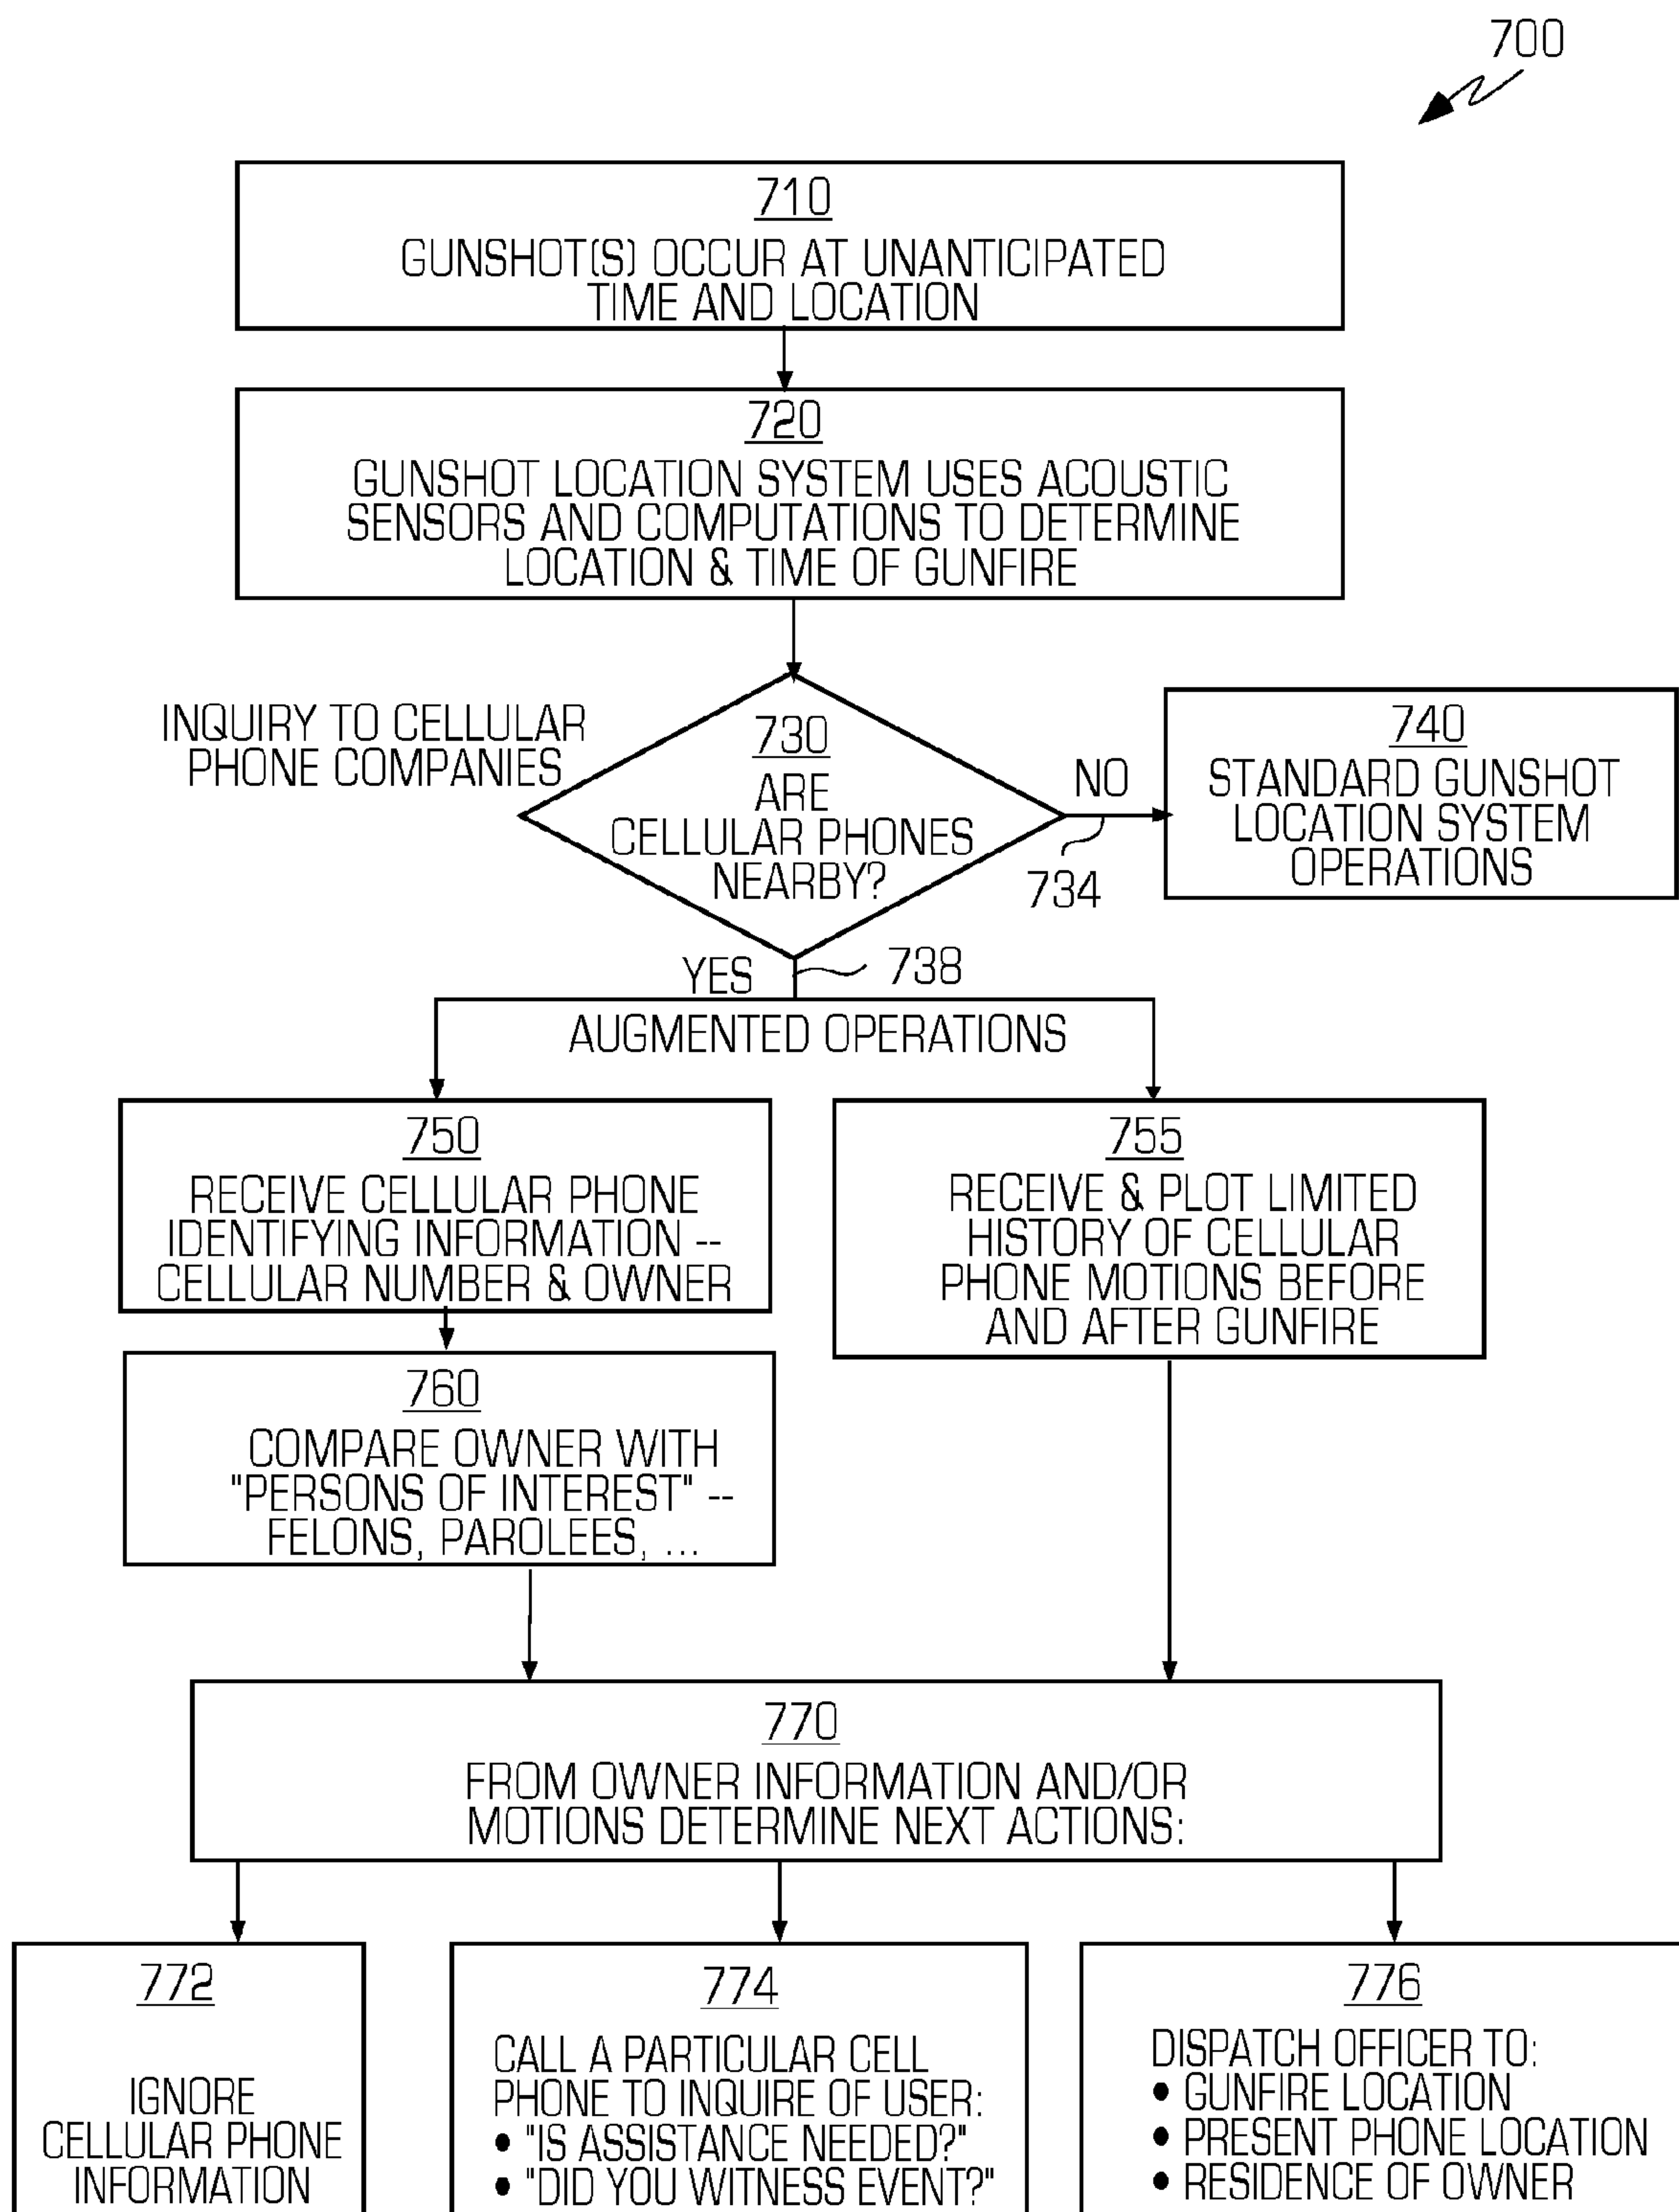 700
710
GUNSHOT(S) OCCUR AT UNANTICIPATED
TIME AND LOCATION
720
GUNSHOT LOCATION SYSTEM USES ACOUSTIC
SENSORS AND COMPUTATIONS TO DETERMINE
LOCATION & TIME OF GUNFIRE
INQUIRY TO CELLULAR
PHONE COMPANIES
730
ARE
CELLULAR PHONES
NEARBY?
NO
734
740
STANDARD GUNSHOT
LOCATION SYSTEM
OPERATIONS
YES
738
AUGMENTED OPERATIONS
750
RECEIVE CELLULAR PHONE
IDENTIFYING INFORMATION --
CELLULAR NUMBER & OWNER
755
RECEIVE & PLOT LIMITED
HISTORY OF CELLULAR
PHONE MOTIONS BEFORE
AND AFTER GUNFIRE
760
COMPARE OWNER WITH
"PERSONS OF INTEREST" --
FELONS, PAROLEES, ...
770
FROM OWNER INFORMATION AND/OR
MOTIONS DETERMINE NEXT ACTIONS:
772
IGNORE
CELLULAR PHONE
INFORMATION
774
CALL A PARTICULAR CELL
PHONE TO INQUIRE OF USER:
• "IS ASSISTANCE NEEDED?"
• "DID YOU WITNESS EVENT?"
776
DISPATCH OFFICER TO:
• GUNFIRE LOCATION
• PRESENT PHONE LOCATION
• RESIDENCE OF OWNER